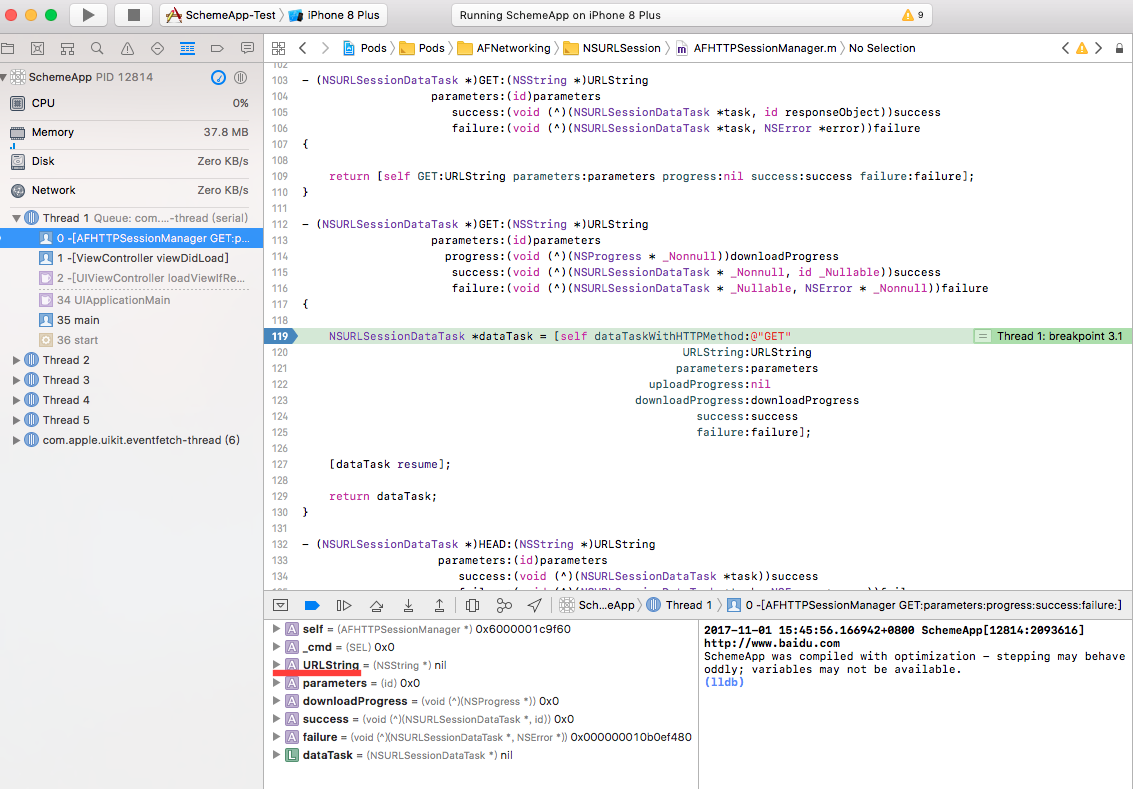 SchemeApp-Test iPhone 8 Plus Running SchemeApp on iPhone 8 Plus 9
Pods Pods AFNetworking NSURLSession m AFHTTPSessionManager.m No Selection
SchemeApp PID 12814
CPU 0%
Memory 37.8 MB
Disk Zero KB/s
Network Zero KB/s
Thread 1 Queue: com....-thread (serial)
0 -[AFHTTPSessionManager GET:p...
1 -[ViewController viewDidLoad]
2 -[UIViewController loadViewIfRe...
34 UIApplicationMain
35 main
36 start
Thread 2
Thread 3
Thread 4
Thread 5
com.apple.uikit.eventfetch-thread (6)
102
103 - (NSURLSessionDataTask *)GET:(NSString *)URLString
104 parameters:(id)parameters
105 success:(void (^)(NSURLSessionDataTask *task, id responseObject))success
106 failure:(void (^)(NSURLSessionDataTask *task, NSError *error))failure
107 {
108
109 return [self GET:URLString parameters:parameters progress:nil success:success failure:failure];
110 }
111
112 - (NSURLSessionDataTask *)GET:(NSString *)URLString
113 parameters:(id)parameters
114 progress:(void (^)(NSProgress * _Nonnull))downloadProgress
115 success:(void (^)(NSURLSessionDataTask * _Nonnull, id _Nullable))success
116 failure:(void (^)(NSURLSessionDataTask * _Nullable, NSError * _Nonnull))failure
117 {
118
119 NSURLSessionDataTask *dataTask = [self dataTaskWithHTTPMethod:@"GET" Thread 1: breakpoint 3.1
120 URLString:URLString
121 parameters:parameters
122 uploadProgress:nil
123 downloadProgress:downloadProgress
124 success:success
125 failure:failure];
126
127 [dataTask resume];
128
129 return dataTask;
130 }
131
132 - (NSURLSessionDataTask *)HEAD:(NSString *)URLString
133 parameters:(id)parameters
134 success:(void (^)(NSURLSessionDataTask *task))success
Sch...eApp Thread 1 0 -[AFHTTPSessionManager GET:parameters:progress:success:failure:]
A self = (AFHTTPSessionManager *) 0x6000001c9f60
A _cmd = (SEL) 0x0
A URLString = (NSString *) nil
A parameters = (id) 0x0
A downloadProgress = (void (^)(NSProgress *)) 0x0
A success = (void (^)(NSURLSessionDataTask *, id)) 0x0
A failure = (void (^)(NSURLSessionDataTask *, NSError *)) 0x000000010b0ef480
L dataTask = (NSURLSessionDataTask *) nil
2017-11-01 15:45:56.166942+0800 SchemeApp[12814:2093616]
http://www.baidu.com
SchemeApp was compiled with optimization - stepping may behave
oddly; variables may not be available.
(lldb)